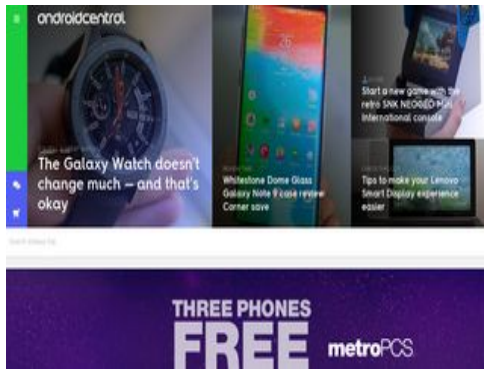 androidcentral
The Galaxy Watch doesn't
change much — and that's
okay
Whitestone Dome Glass
Galaxy Note 9 case review:
Corner save
Start a new game with the
retro SNK NEOGEO Mini
International console
Tips to make your Lenovo
Smart Display experience
easier
THREE PHONES
FREE
metroPCS